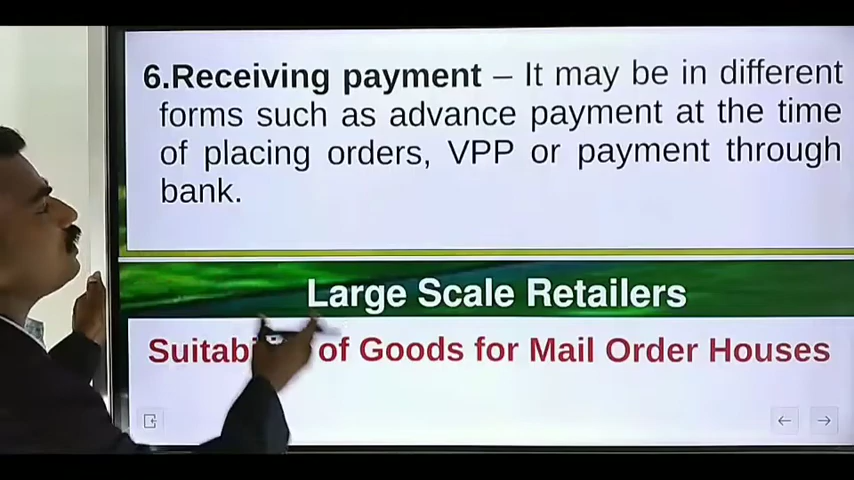 6.Receiving payment – It may be in different
forms such as advance payment at the time
of placing orders, VPP or payment through
bank.
Large Scale Retailers
of Goods for Mail Order Houses